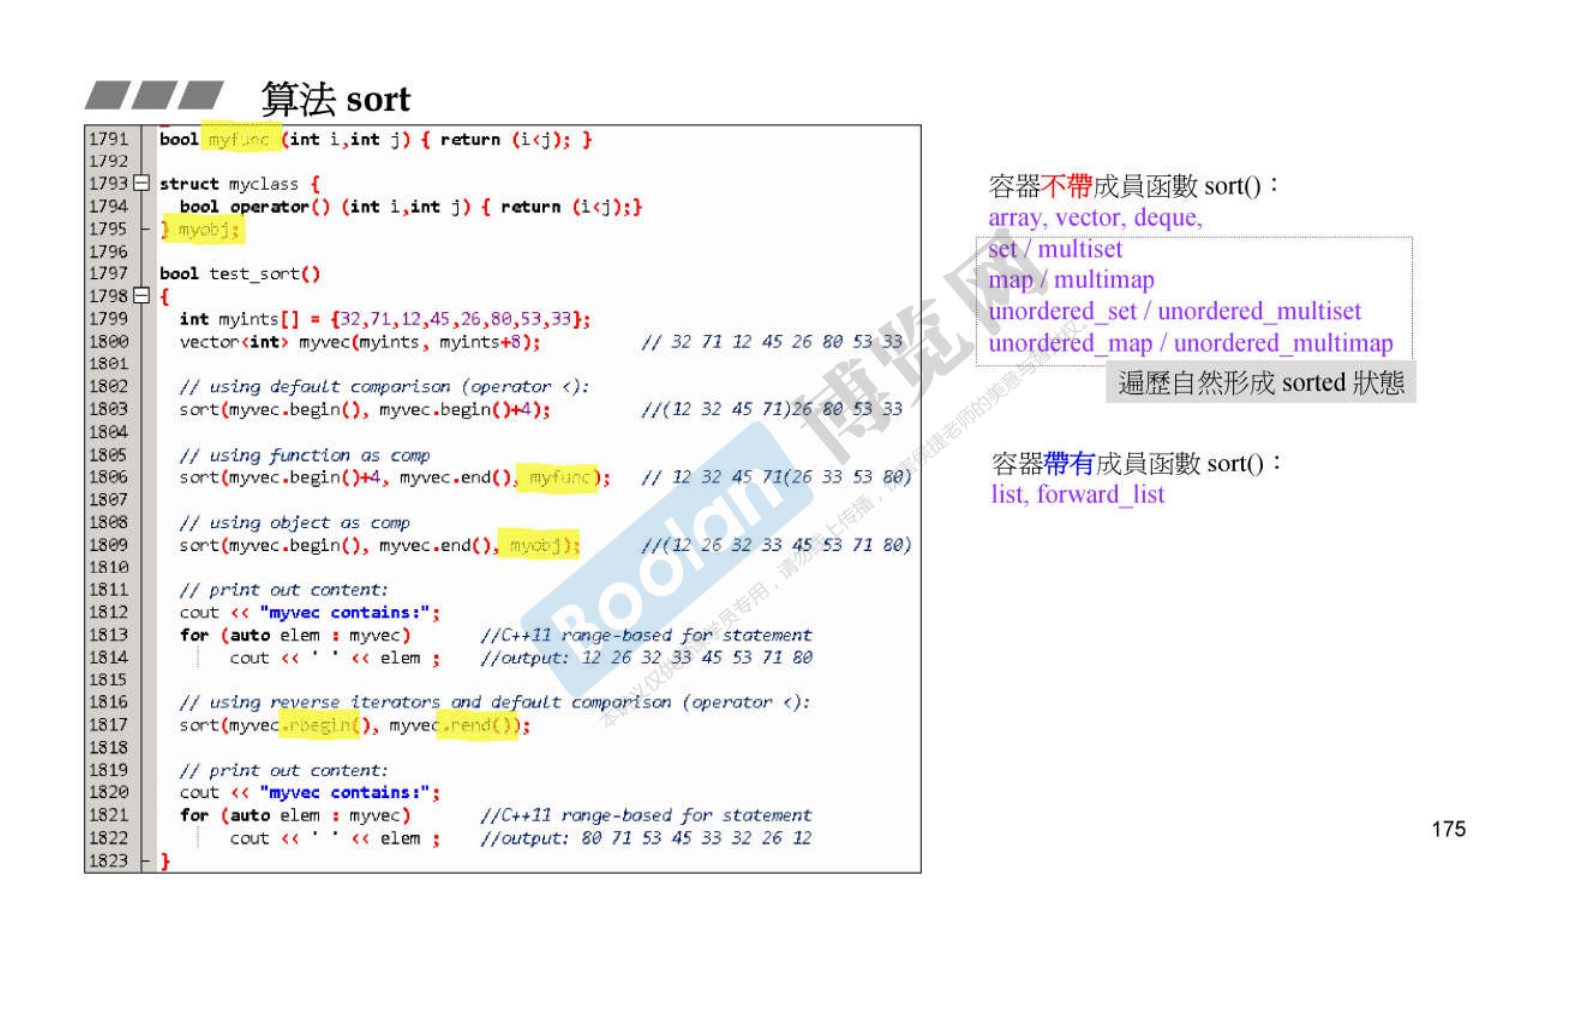 算法 sort
1791 bool myfunc (int i,int j) { return (i<j); }
1792
1793 struct myclass {
1794 bool operator() (int i,int j) { return (i<j);}
1795 } myobj;
1796
1797 bool test_sort()
1798 {
1799 int myints[] = {32,71,12,45,26,80,53,33};
1800 vector<int> myvec(myints, myints+8); // 32 71 12 45 26 80 53 33
1801
1802 // using default comparison (operator <):
1803 sort(myvec.begin(), myvec.begin()+4); //(12 32 45 71)26 80 53 33
1804
1805 // using function as comp
1806 sort(myvec.begin()+4, myvec.end(), myfunc); // 12 32 45 71(26 33 53 80)
1807
1808 // using object as comp
1809 sort(myvec.begin(), myvec.end(), myobj); //(12 26 32 33 45 53 71 80)
1810
1811 // print out content:
1812 cout << "myvec contains:";
1813 for (auto elem : myvec) //C++11 range-based for statement
1814 cout << ' ' << elem ; //output: 12 26 32 33 45 53 71 80
1815
1816 // using reverse iterators and default comparison (operator <):
1817 sort(myvec.rbegin(), myvec.rend());
1818
1819 // print out content:
1820 cout << "myvec contains:";
1821 for (auto elem : myvec) //C++11 range-based for statement
1822 cout << ' ' << elem ; //output: 80 71 53 45 33 32 26 12
1823 }
容器不帶成員函數 sort()：
array, vector, deque,
set / multiset
map / multimap
unordered_set / unordered_multiset
unordered_map / unordered_multimap
遍歷自然形成 sorted 狀態
容器帶有成員函數 sort()：
list, forward_list
175
Boolan 博览网